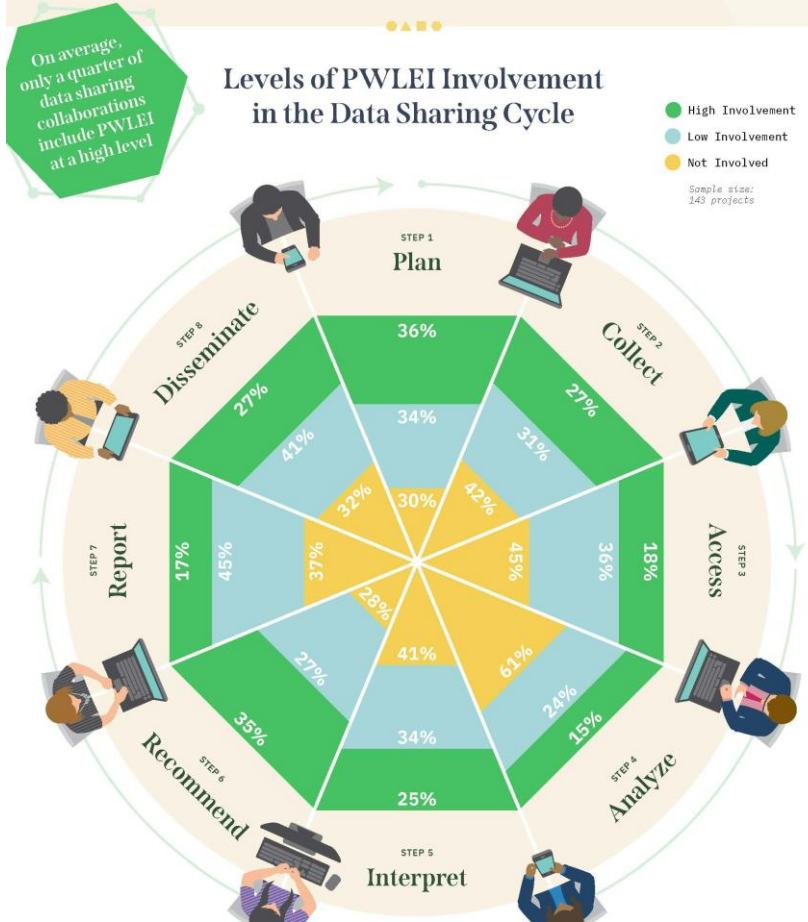 On average,
only a quarter of
data sharing
collaborations
include PWLEI
at a high level
Levels of PWLEI Involvement
in the Data Sharing Cycle
High Involvement
Low Involvement
Not Involved
Sample size:
143 projects
STEP 1
Plan
36%
34%
30%
STEP 2
Collect
27%
31%
42%
STEP 3
Access
18%
36%
45%
STEP 4
Analyze
15%
24%
61%
STEP 5
Interpret
25%
34%
41%
STEP 6
Recommend
35%
27%
28%
STEP 7
Report
17%
45%
37%
STEP 8
Disseminate
27%
41%
32%